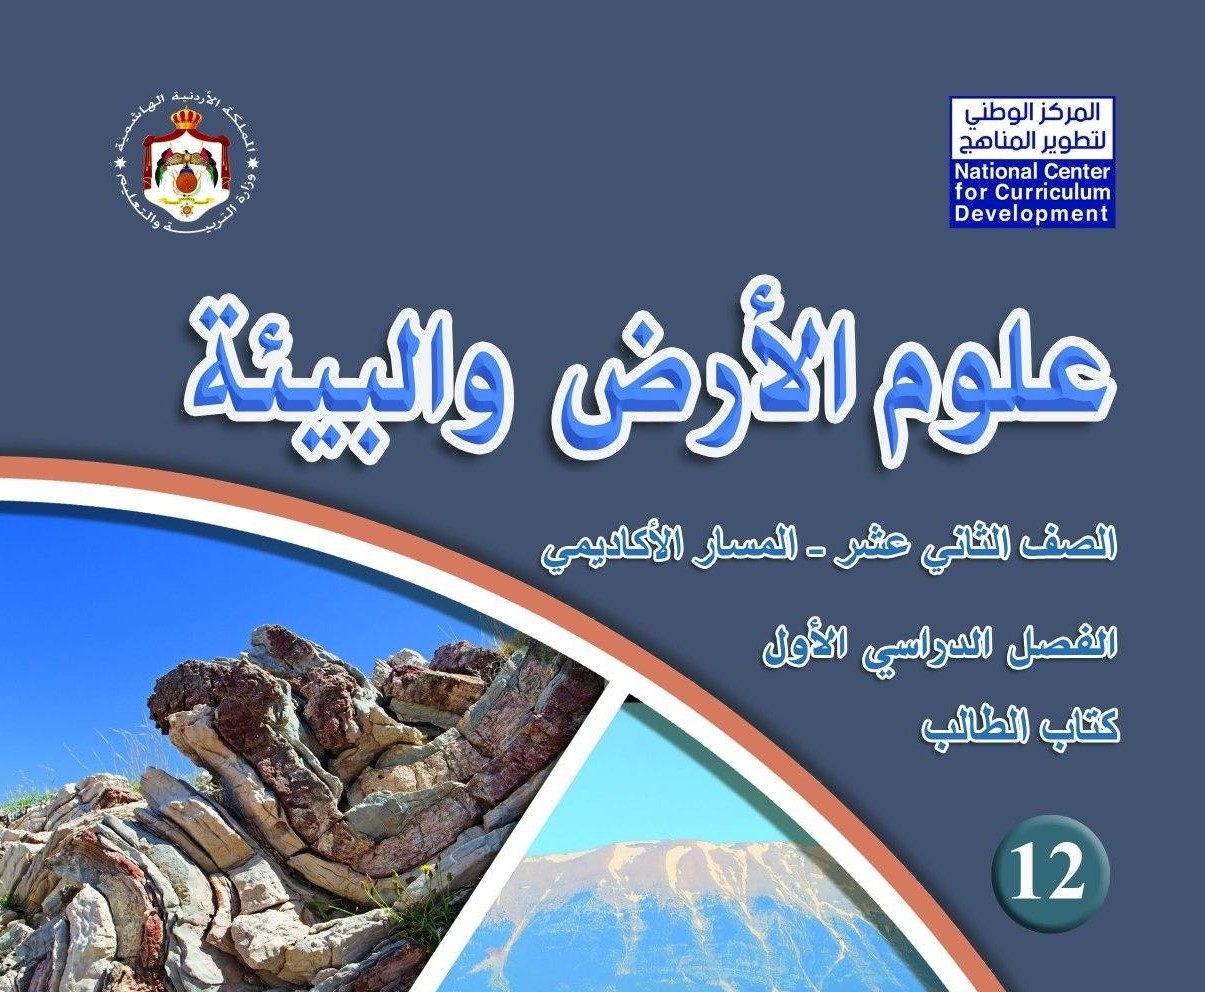 المملكة الأردنية الهاشمية
وزارة التربية والتعليم
المركز الوطني
لتطوير المناهج
National Center
for Curriculum
Development
علوم الأرض والبيئة
الصف الثاني عشر - المسار الأكاديمي
الفصل الدراسي الأول
كتاب الطالب
12